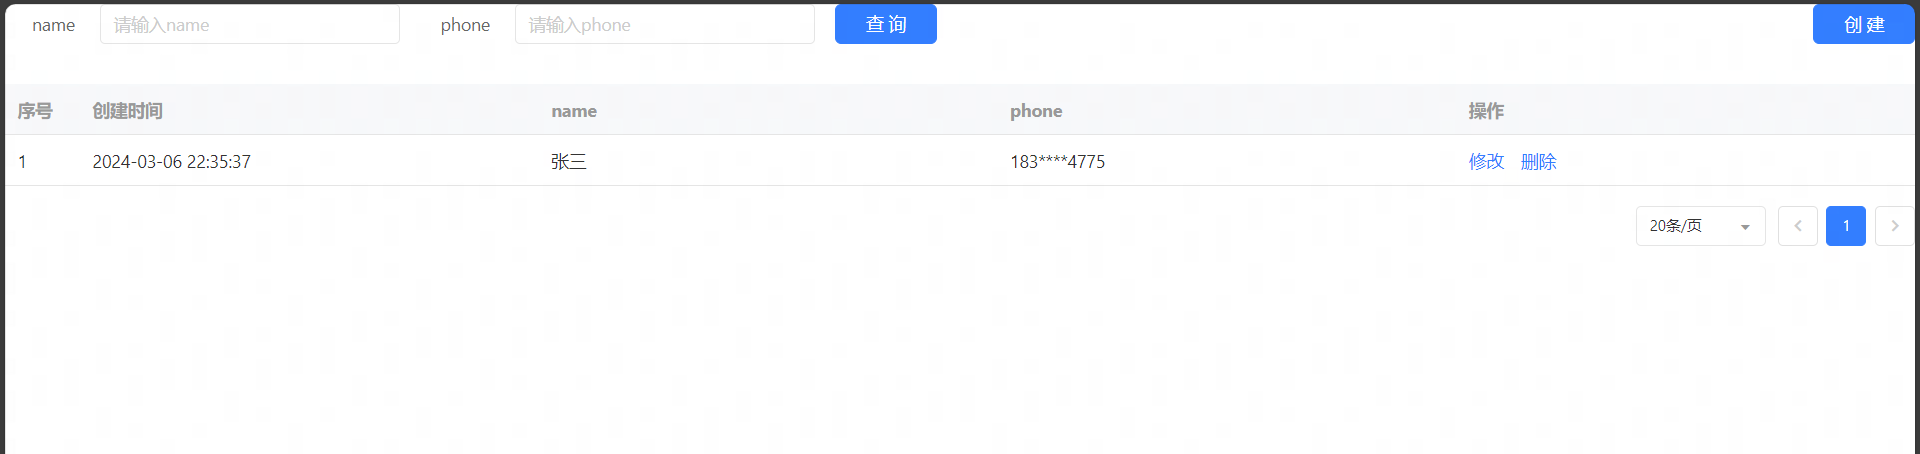 name 请输入name phone 请输入phone 查询 创建
序号 创建时间 name phone 操作
1 2024-03-06 22:35:37 张三 183****4775 修改 删除
20条/页 1